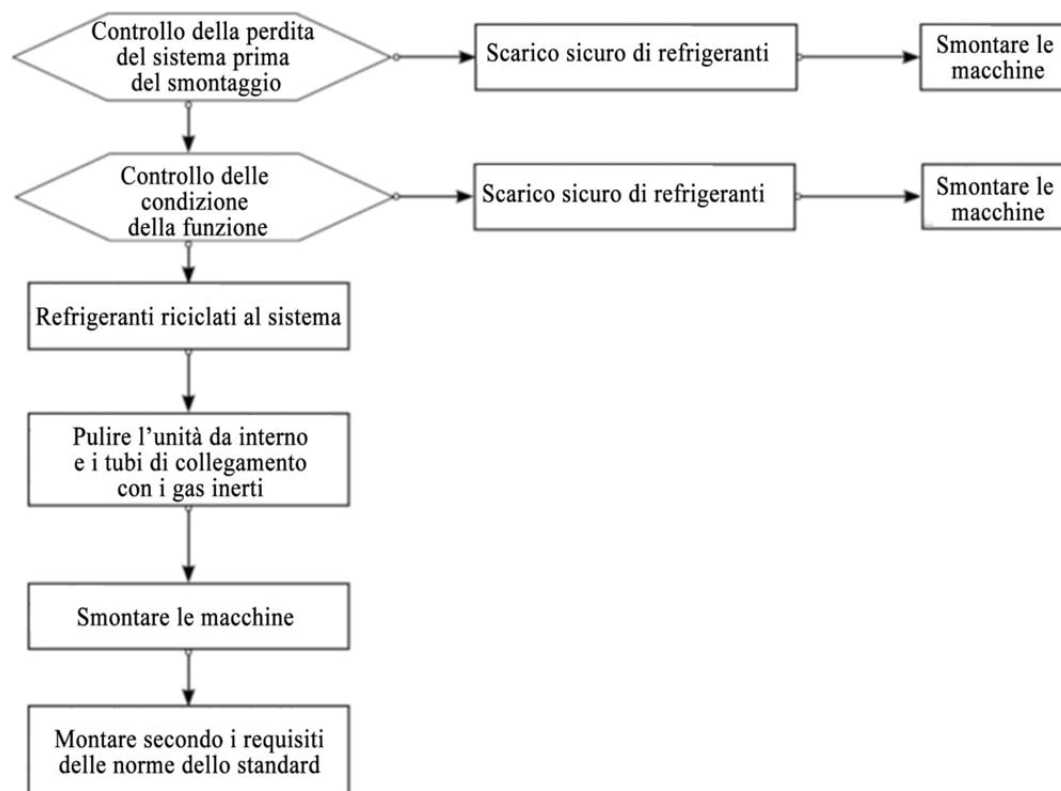 Controllo della perdita
del sistema prima
del smontaggio
Scarico sicuro di refrigeranti
Smontare le
macchine
Controllo delle
condizione
della funzione
Scarico sicuro di refrigeranti
Smontare le
macchine
Refrigeranti riciclati al sistema
Pulire l'unità da interno
e i tubi di collegamento
con i gas inerti
Smontare le macchine
Montare secondo i requisiti
delle norme dello standard